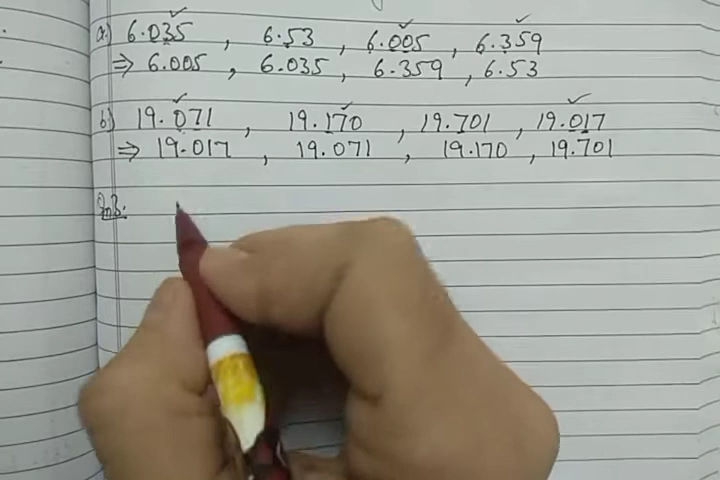 a) 6.035 , 6.53 , 6.005 , 6.359
⇒ 6.005 , 6.035 , 6.359 , 6.53
b) 19.071 , 19.170 , 19.701 , 19.017
⇒ 19.017 , 19.071 , 19.170 , 19.701